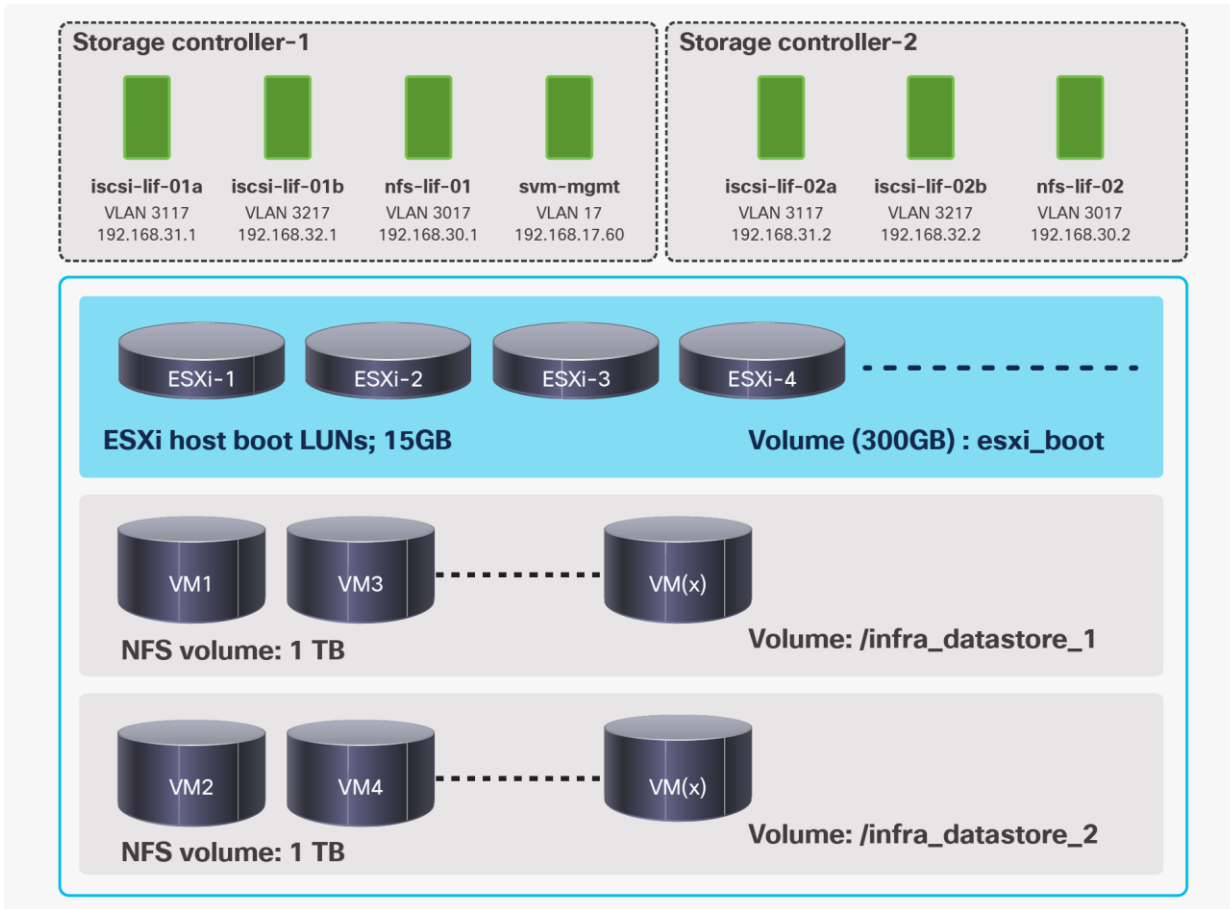 Storage controller-1
iscsi-lif-01a
VLAN 3117
192.168.31.1
iscsi-lif-01b
VLAN 3217
192.168.32.1
nfs-lif-01
VLAN 3017
192.168.30.1
svm-mgmt
VLAN 17
192.168.17.60
Storage controller-2
iscsi-lif-02a
VLAN 3117
192.168.31.2
iscsi-lif-02b
VLAN 3217
192.168.32.2
nfs-lif-02
VLAN 3017
192.168.30.2
ESXi-1
ESXi-2
ESXi-3
ESXi-4
ESXi host boot LUNs; 15GB
Volume (300GB) : esxi_boot
VM1
VM3
VM(x)
NFS volume: 1 TB
Volume: /infra_datastore_1
VM2
VM4
VM(x)
NFS volume: 1 TB
Volume: /infra_datastore_2